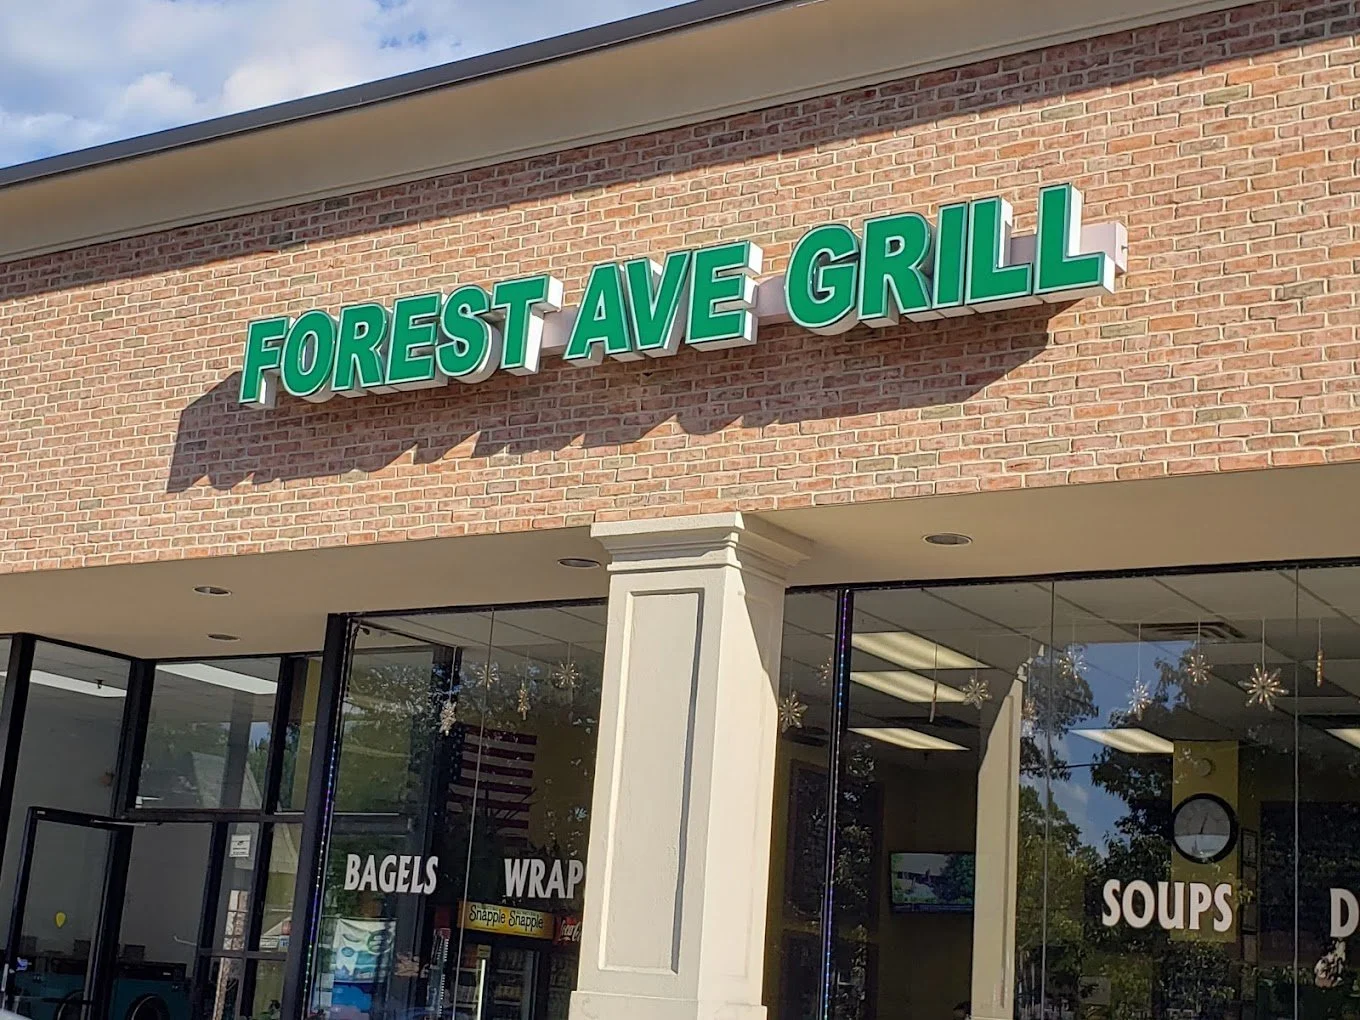 FOREST AVE GRILL
BAGELS
WRAP
Snapple Snapple
SOUPS
D